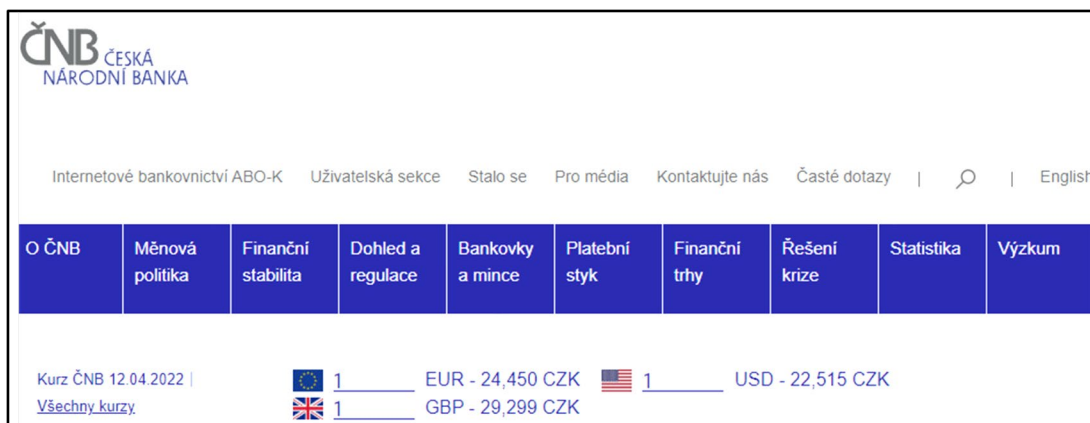 ČNB ČESKÁ
NÁRODNÍ BANKA
Internetové bankovnictví ABO-K Uživatelská sekce Stalo se Pro média Kontaktujte nás Časté dotazy | | English
O ČNB
Měnová
politika
Finanční
stabilita
Dohled a
regulace
Bankovky
a mince
Platební
styk
Finanční
trhy
Řešení
krize
Statistika
Výzkum
Kurz ČNB 12.04.2022 |
Všechny kurzy
1 EUR - 24,450 CZK
1 USD - 22,515 CZK
1 GBP - 29,299 CZK